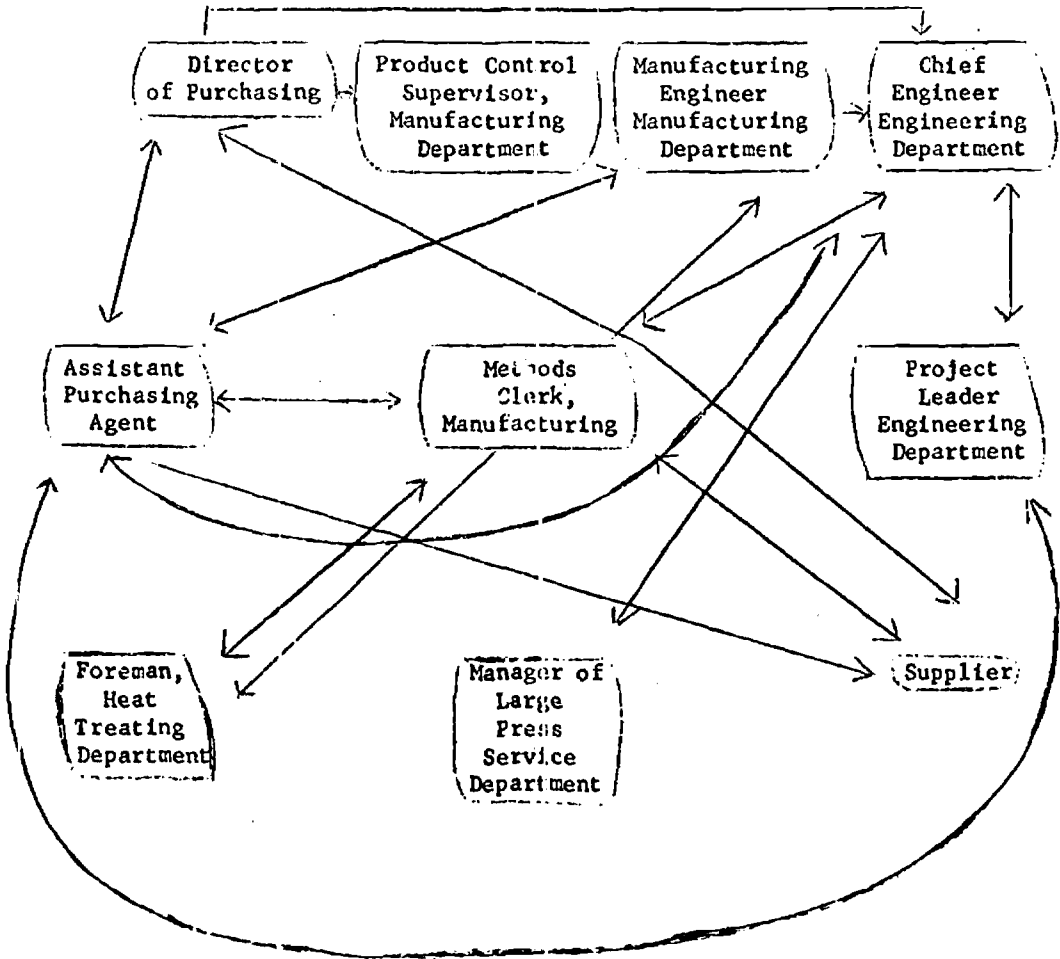 Director
of Purchasing
Product Control
Supervisor,
Manufacturing
Department
Manufacturing
Engineer
Manufacturing
Department
Chief
Engineer
Engineering
Department
Assistant
Purchasing
Agent
Methods
Clerk,
Manufacturing
Project
Leader
Engineering
Department
Foreman,
Heat
Treating
Department
Manager of
Large
Press
Service
Department
Supplier